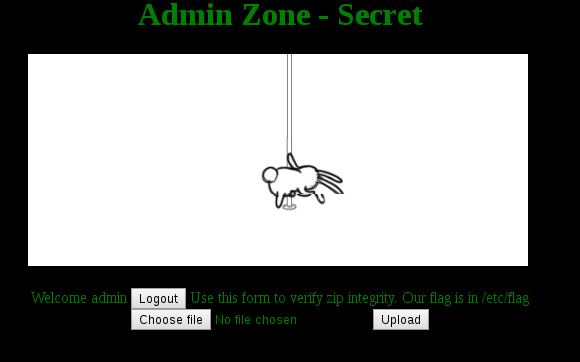 Admin Zone - Secret
Welcome admin Logout Use this form to verify zip integrity. Our flag is in /etc/flag
Choose file No file chosen Upload